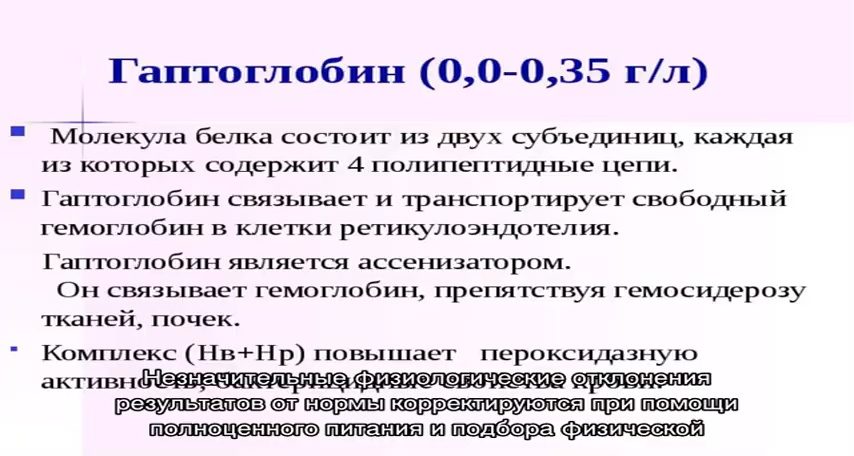 Гаптоглобин (0,0-0,35 г/л)
Молекула белка состоит из двух субъединиц, каждая
из которых содержит 4 полипептидные цепи.
Гаптоглобин связывает и транспортирует свободный
гемоглобин в клетки ретикулоэндотелия.
Гаптоглобин является ассенизатором.
Он связывает гемоглобин, препятствуя гемосидерозу
тканей, почек.
Комплекс (Нв+Нр) повышает пероксидазную
Незначительные физиологические отклонения
результатов от нормы корректируются при помощи
полноценного питания и подбора физической